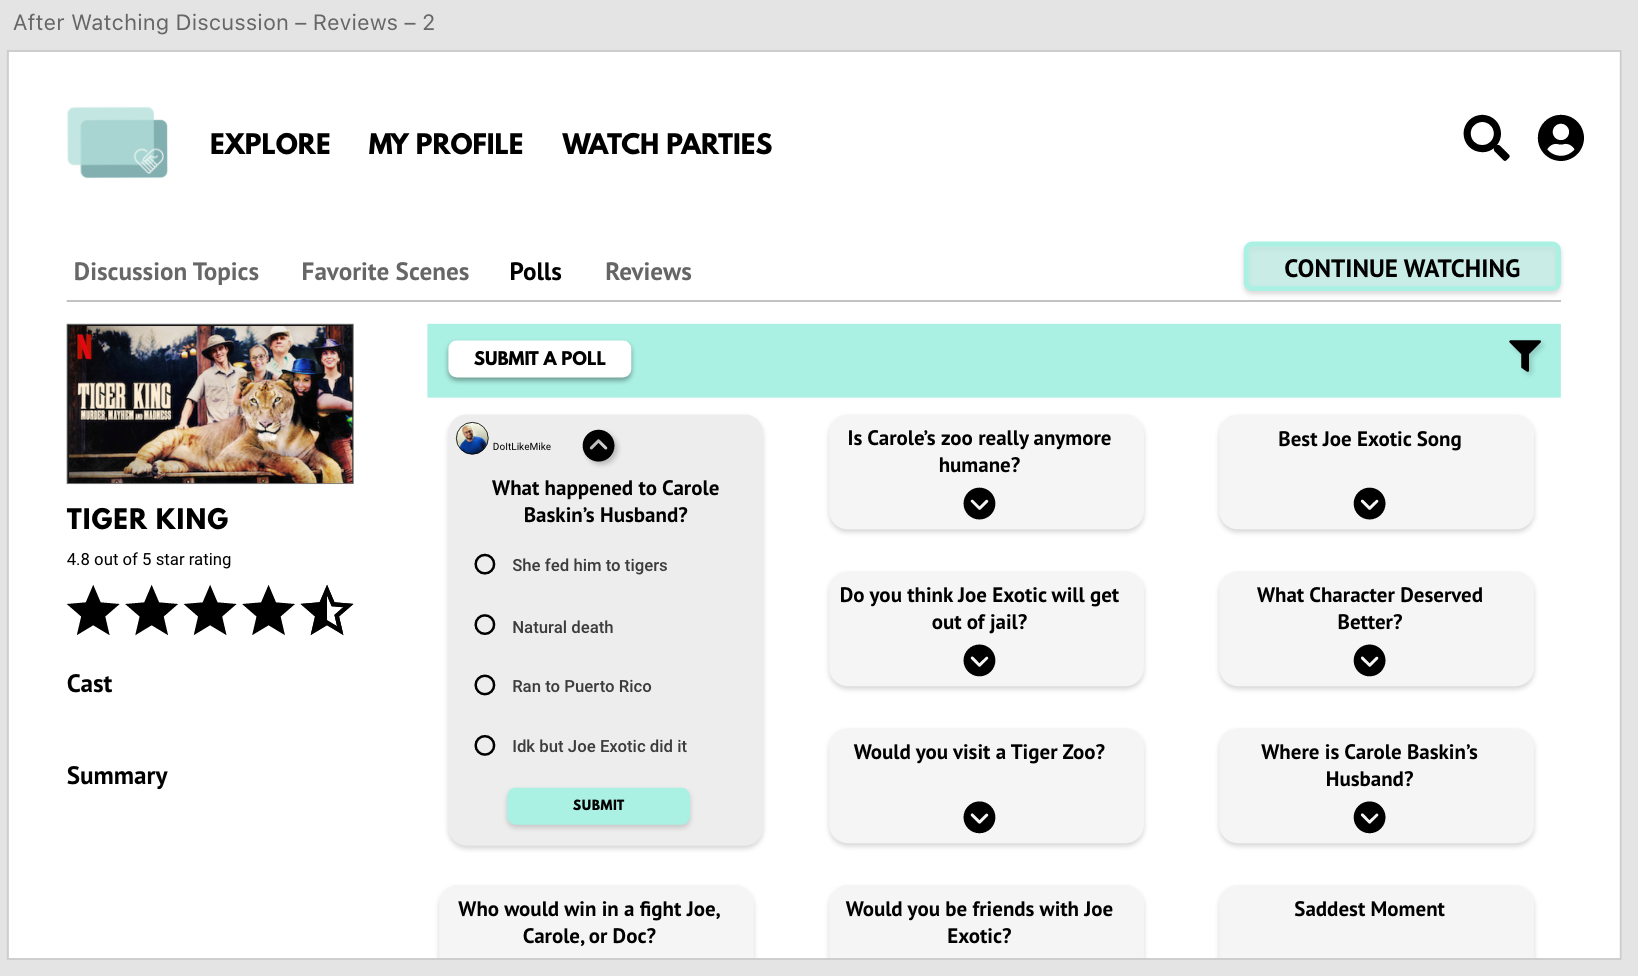 After Watching Discussion – Reviews – 2
EXPLORE
MY PROFILE
WATCH PARTIES
Discussion Topics
Favorite Scenes
Polls
Reviews
CONTINUE WATCHING
N
TIGER KING
MURDER, MAYHEM AND MADNESS
TIGER KING
4.8 out of 5 star rating
Cast
Summary
SUBMIT A POLL
DoItLikeMike
What happened to Carole
Baskin's Husband?
She fed him to tigers
Natural death
Ran to Puerto Rico
Idk but Joe Exotic did it
SUBMIT
Is Carole's zoo really anymore
humane?
Best Joe Exotic Song
Do you think Joe Exotic will get
out of jail?
What Character Deserved
Better?
Would you visit a Tiger Zoo?
Where is Carole Baskin's
Husband?
Who would win in a fight Joe,
Carole, or Doc?
Would you be friends with Joe
Exotic?
Saddest Moment